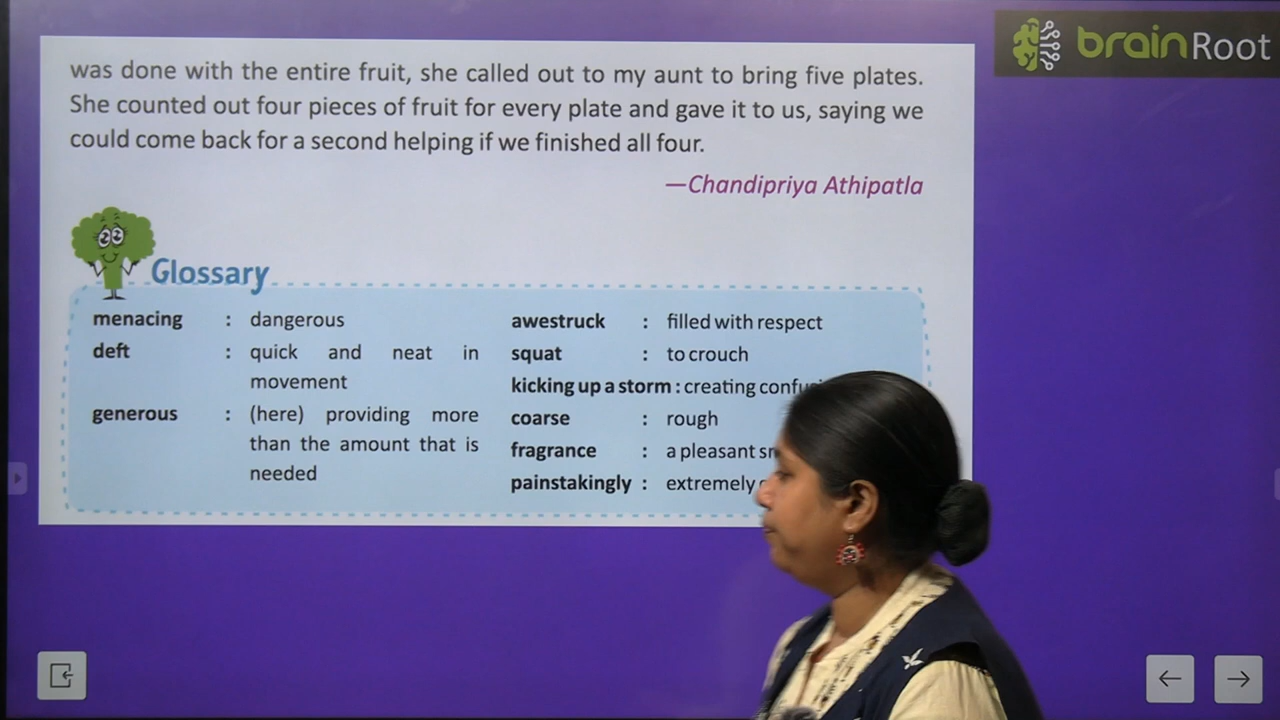 brainRoot
was done with the entire fruit, she called out to my aunt to bring five plates.
She counted out four pieces of fruit for every plate and gave it to us, saying we
could come back for a second helping if we finished all four.
—Chandipriya Athipatla
Glossary
menacing : dangerous
deft : quick and neat in
movement
generous : (here) providing more
than the amount that is
needed
awestruck : filled with respect
squat : to crouch
kicking up a storm : creating
coarse : rough
fragrance : a pleasant
painstakingly : extremely